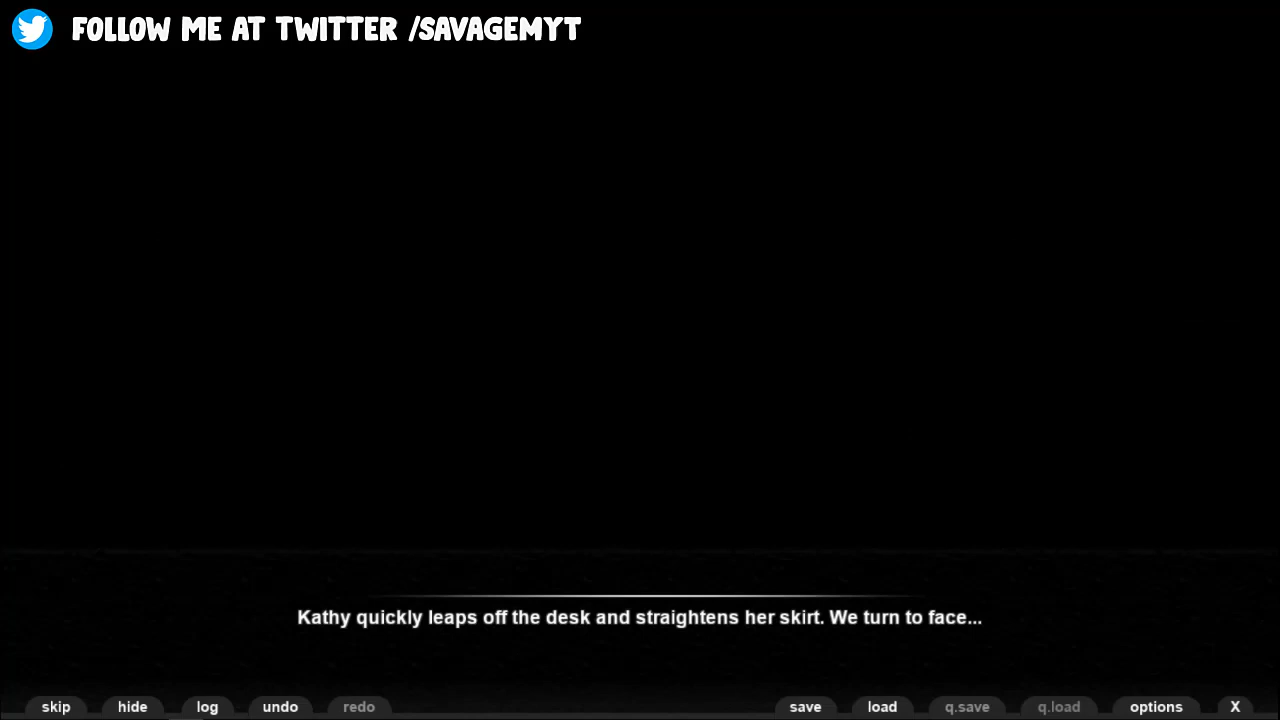 FOLLOW ME AT TWITTER /SAVAGEMYT
Kathy quickly leaps off the desk and straightens her skirt. We turn to face...
skip hide log undo redo save load q.save q.load options X